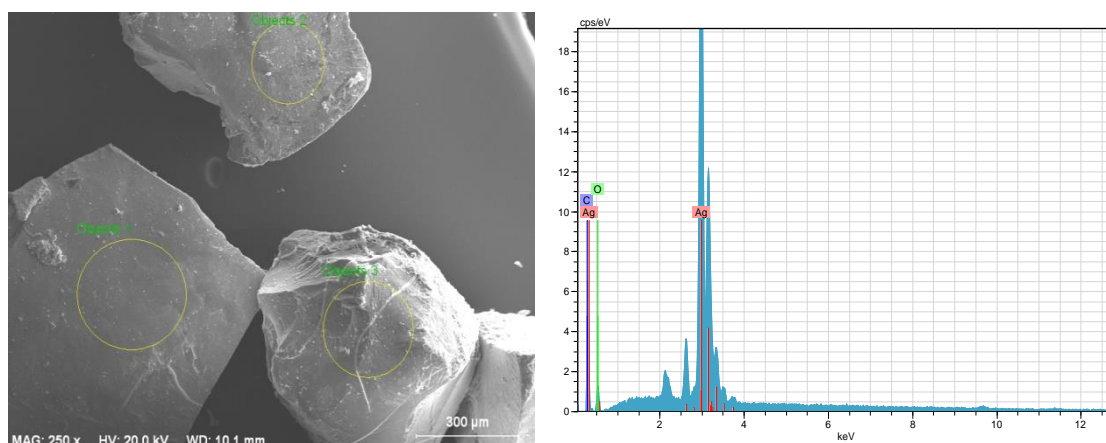 Objects 2
Objects 1
Objects 3
MAG: 250 x HV: 20.0 kV WD: 10.1 mm
300 µm
cps/eV
18
16
14
12
10
8
6
4
2
0
O
C
Ag
Ag
2
4
6
8
10
12
keV